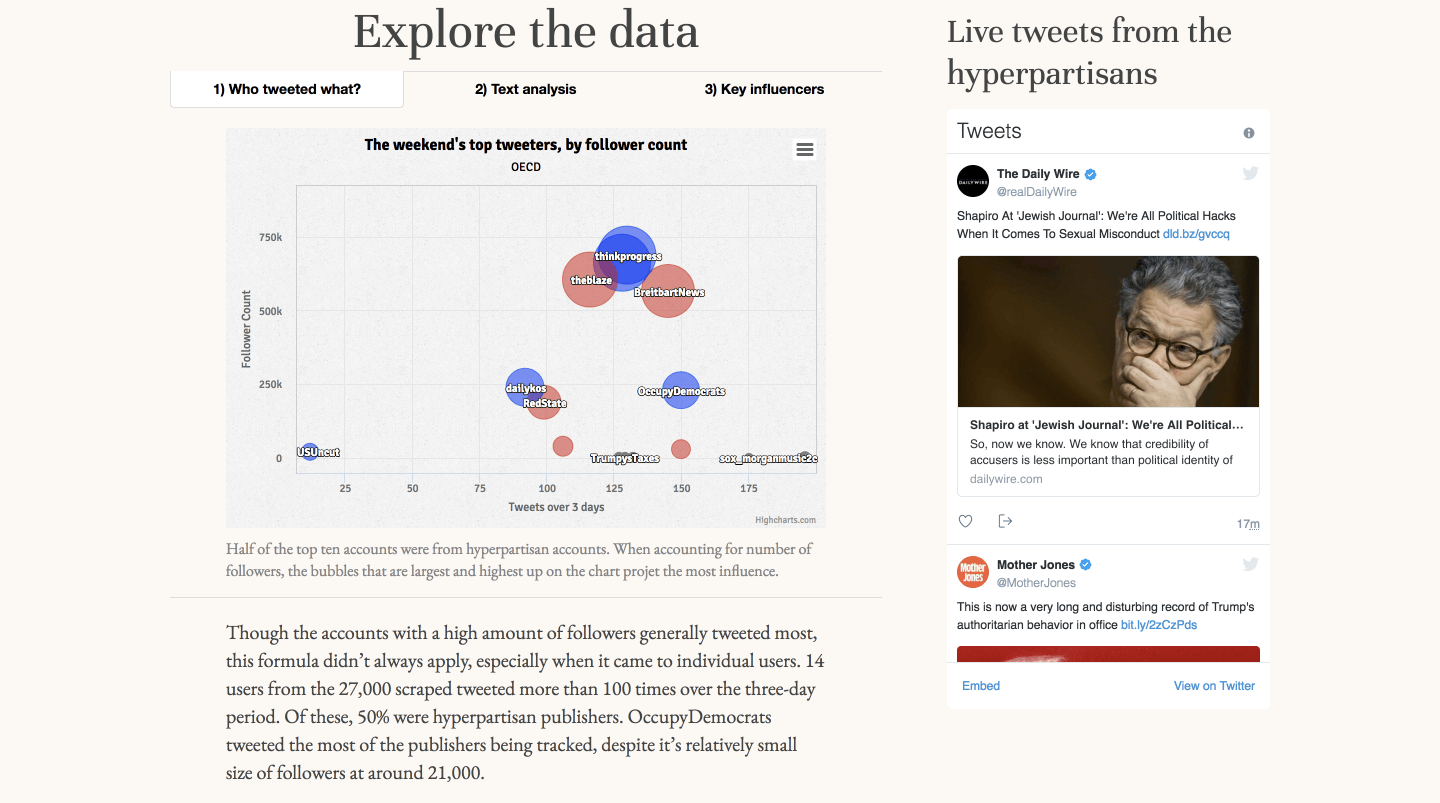 Explore the data
1) Who tweeted what?
2) Text analysis
3) Key influencers
The weekend's top tweeters, by follower count
OECD
Follower Count
750k
500k
250k
0
thinkprogress
theblaze
BreitbartNews
dailykos
RedState
OccupyDemocrats
USUncut
TrumpysTaxes
sox_morganmusic2c
25
50
75
100
125
150
175
Tweets over 3 days
Highcharts.com
Half of the top ten accounts were from hyperpartisan accounts. When accounting for number of
followers, the bubbles that are largest and highest up on the chart projet the most influence.
Though the accounts with a high amount of followers generally tweeted most,
this formula didn’t always apply, especially when it came to individual users. 14
users from the 27,000 scraped tweeted more than 100 times over the three-day
period. Of these, 50% were hyperpartisan publishers. OccupyDemocrats
tweeted the most of the publishers being tracked, despite it’s relatively small
size of followers at around 21,000.
Live tweets from the
hyperpartisans
Tweets
DAILYWIRE
The Daily Wire
@realDailyWire
Shapiro At 'Jewish Journal': We're All Political Hacks
When It Comes To Sexual Misconduct dld.bz/gvccq
Shapiro at 'Jewish Journal': We're All Political...
So, now we know. We know that credibility of
accusers is less important than political identity of
dailywire.com
17m
Mother
Jones
Mother Jones
@MotherJones
This is now a very long and disturbing record of Trump's
authoritarian behavior in office bit.ly/2zCzPds
Embed
View on Twitter